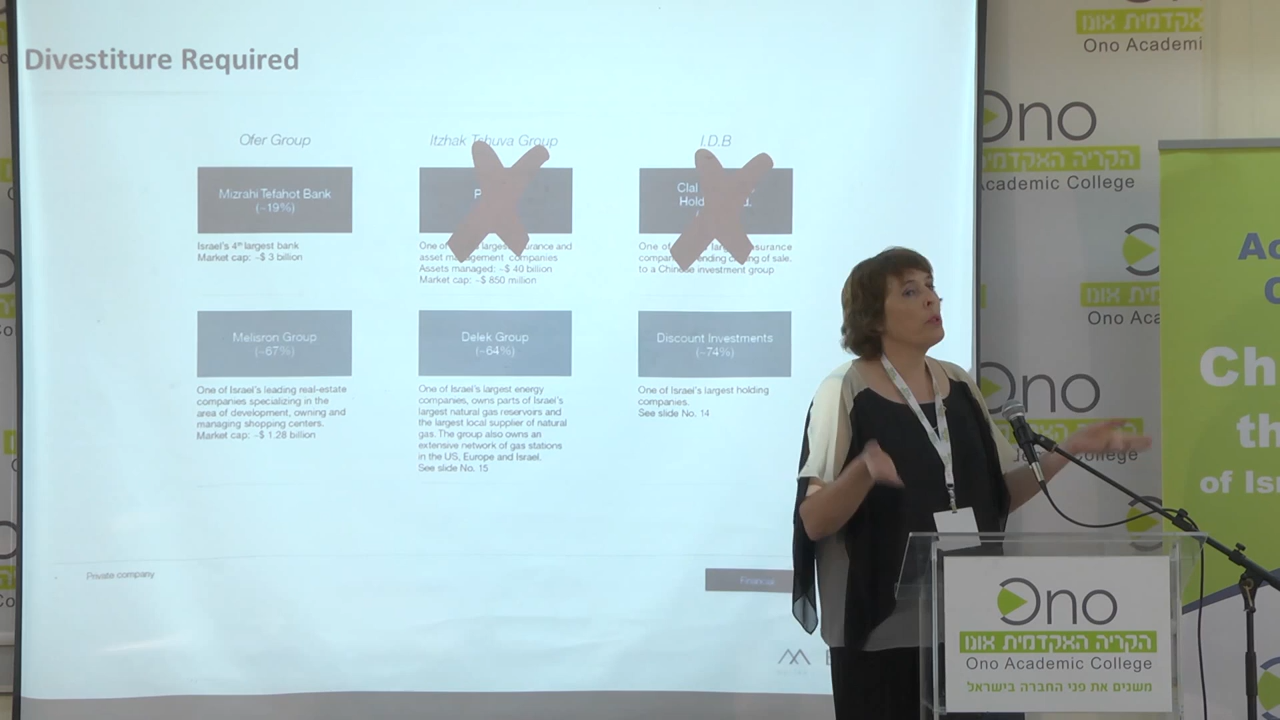 Divestiture Required
Ofer Group
Itzhak Tshuva Group
I.D.B
Mizrahi Tefahot Bank
(~19%)
Israel's 4th largest bank
Market cap: ~$ 3 billion
One of largest insurance and
asset management companies
Assets managed: ~$ 40 billion
Market cap: ~$ 850 million
Clal
One of insurance
pending closing of sale.
to a Chinese investment group
Melisron Group
(~67%)
One of Israel's leading real-estate
companies specializing in the
area of development, owning and
managing shopping centers.
Market cap: ~$ 1.28 billion
Delek Group
(~64%)
One of Israel's largest energy
companies, owns parts of Israel's
largest natural gas reservoirs and
the largest local supplier of natural
gas. The group also owns an
extensive network of gas stations
in the US, Europe and Israel.
See slide No. 15
Discount Investments
(~74%)
One of Israel's largest holding
companies.
See slide No. 14
Private company
Financial
אקדמית אונו
Ono Academi
Ono
הקריה האקדמית
Academic College
Ono Aca
Ono
college
Ch
th
of Is
Ono
הקריה האקדמית אונו
Ono Academic College
משנים את פני החברה בישראל